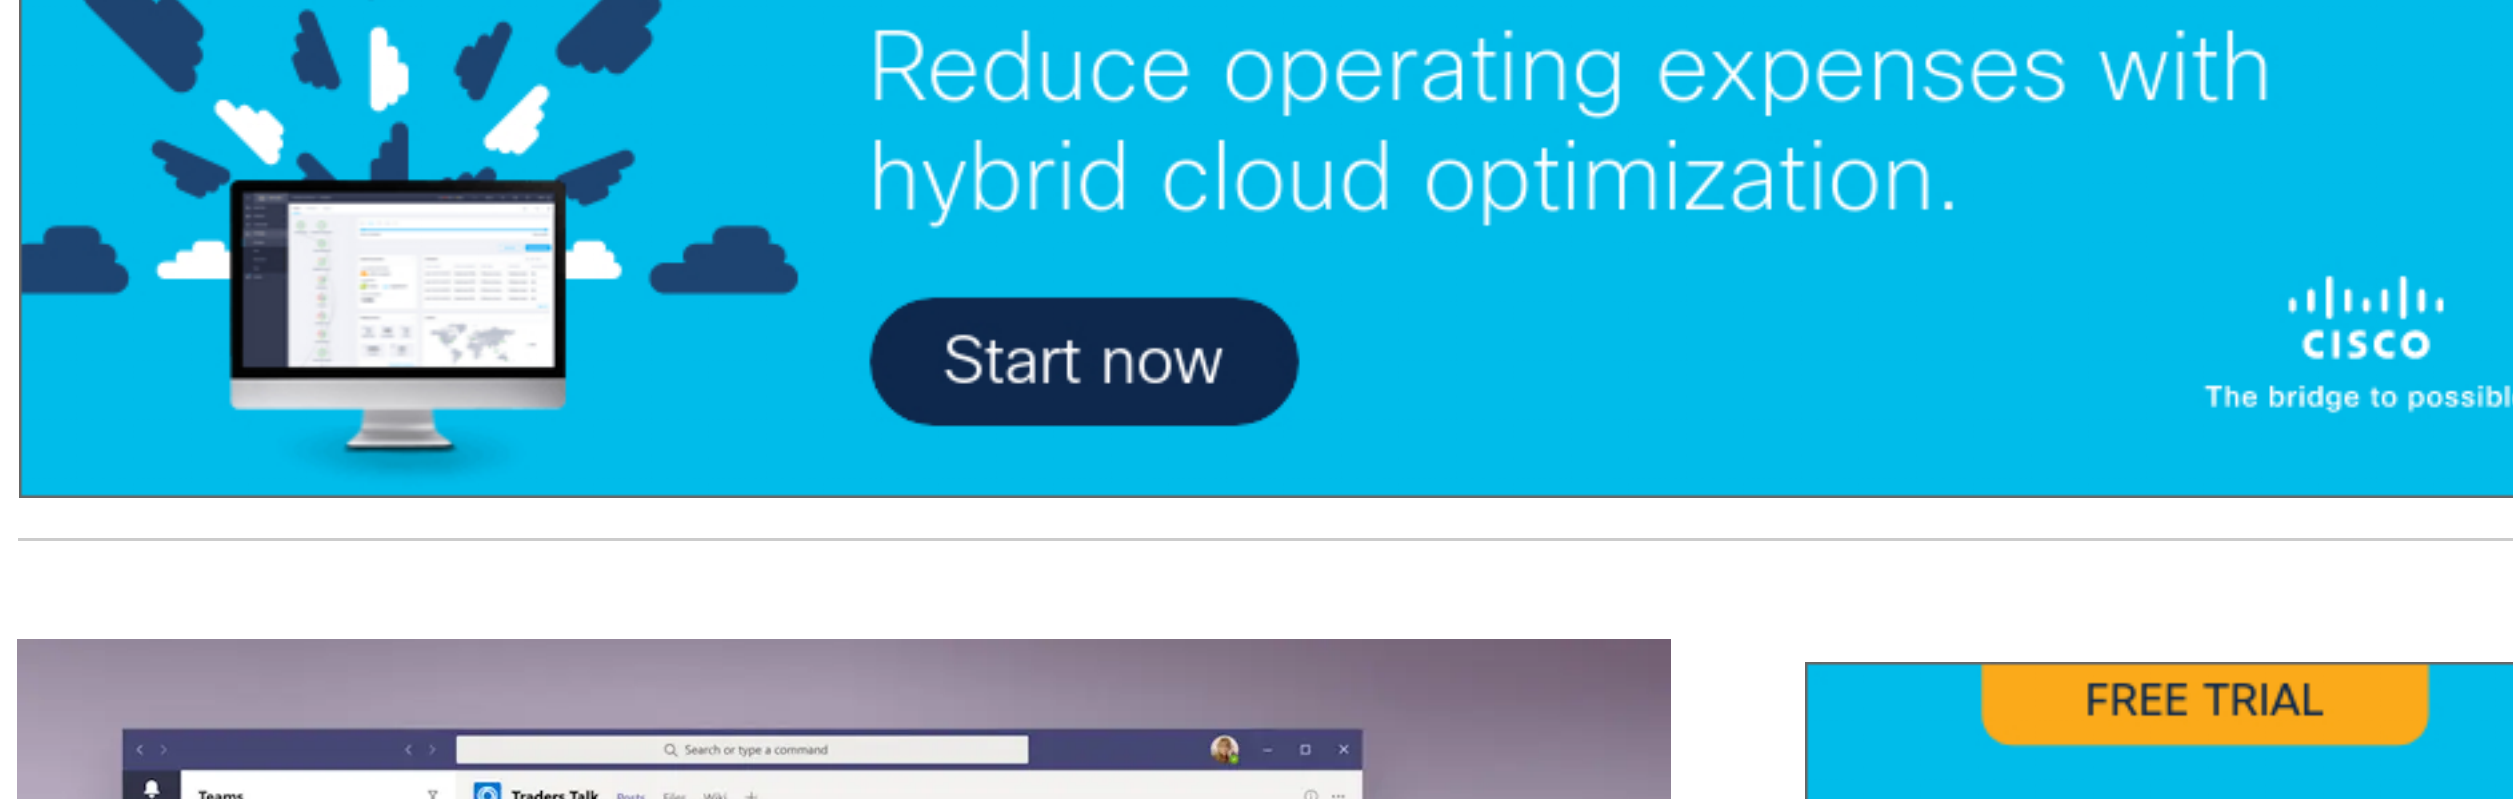 Reduce operating expenses with
hybrid cloud optimization.
Start now
CISCO
The bridge to possible
FREE TRIAL
Search or type a command
Teams
Traders Talk Posts Files Wiki +